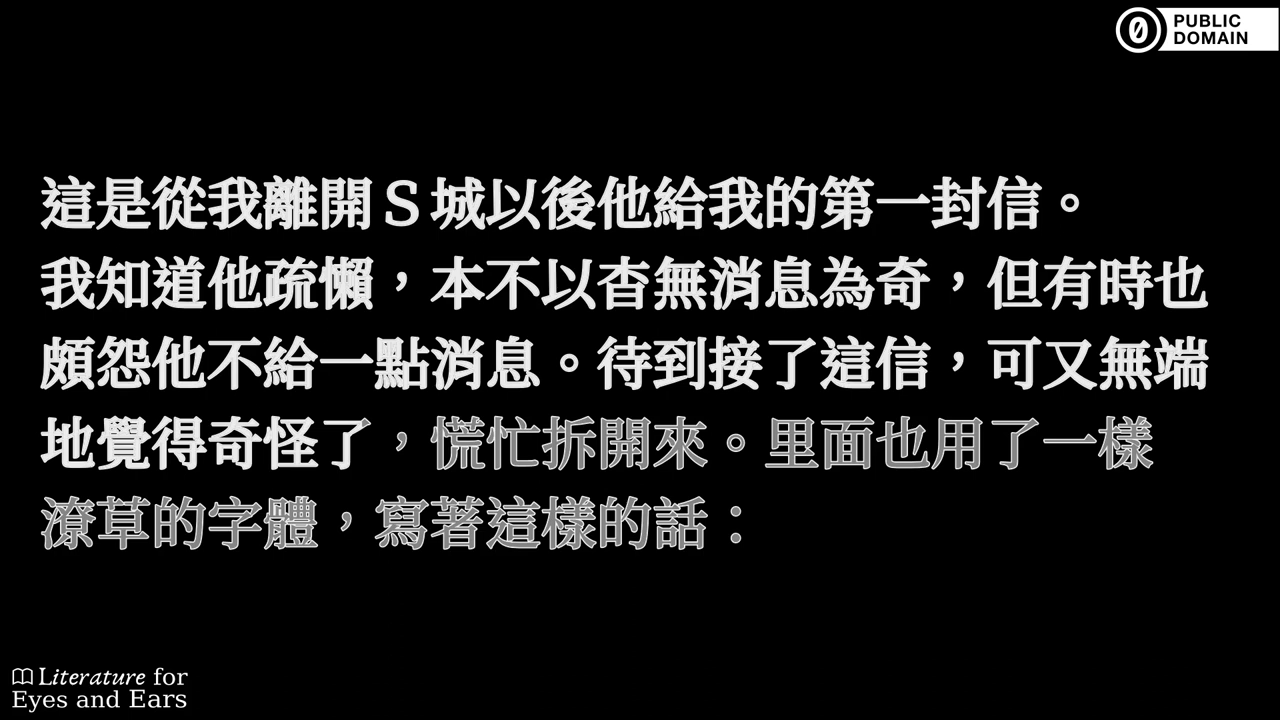 PUBLIC
DOMAIN
這是從我離開S城以後他給我的第一封信。
我知道他疏懶，本不以杳無消息為奇，但有時也
頗怨他不給一點消息。待到接了這信，可又無端
地覺得奇怪了，慌忙拆開來。里面也用了一樣
潦草的字體，寫著這樣的話：
Literature for
Eyes and Ears